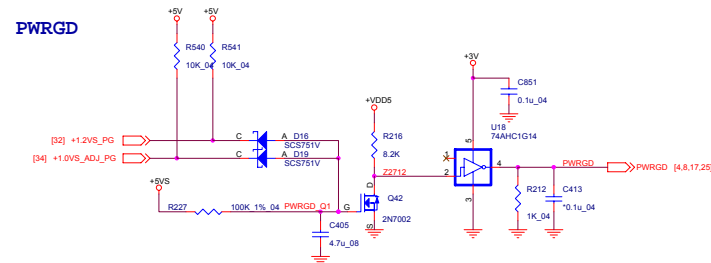 PWRGD
+5V
+5V
R540
R541
10K_04
10K_04
[32] +1.2VS_PG
[34] +1.0VS_ADJ_PG
C
A
D16
SCS751V
C
A
D19
SCS751V
+5VS
R227
100K_1%_04
PWRGD_Q1
C405
4.7u_08
G
D
S
Q42
2N7002
+VDD5
R216
8.2K
Z2712
+3V
C851
0.1u_04
U18
74AHC1G14
1
2
3
4
5
PWRGD
PWRGD [4,8,17,25]
R212
1K_04
C413
*0.1u_04